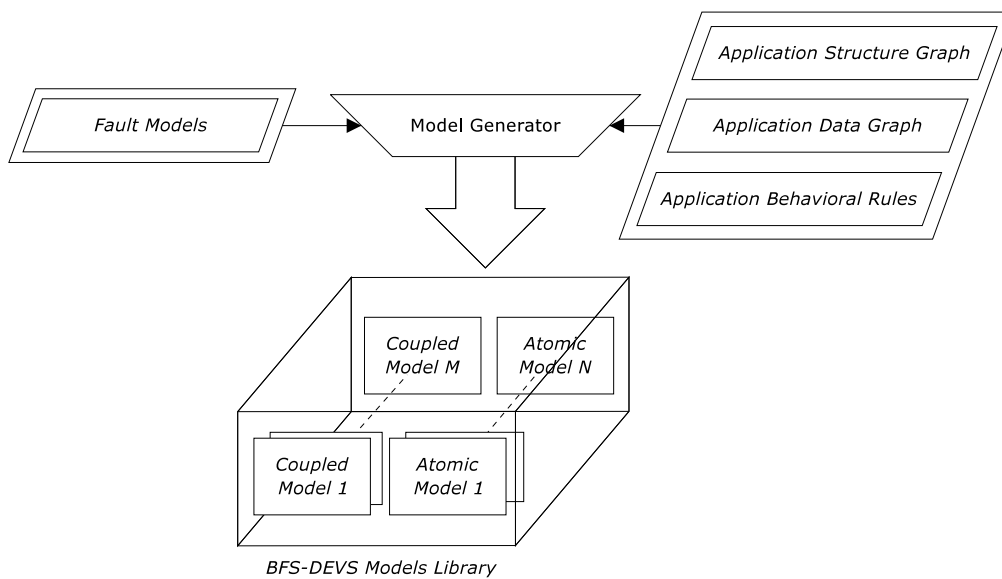 Application Structure Graph
Fault Models
Model Generator
Application Data Graph
Application Behavioral Rules
Coupled
Model M
Atomic
Model N
Coupled
Model 1
Atomic
Model 1
BFS-DEVS Models Library